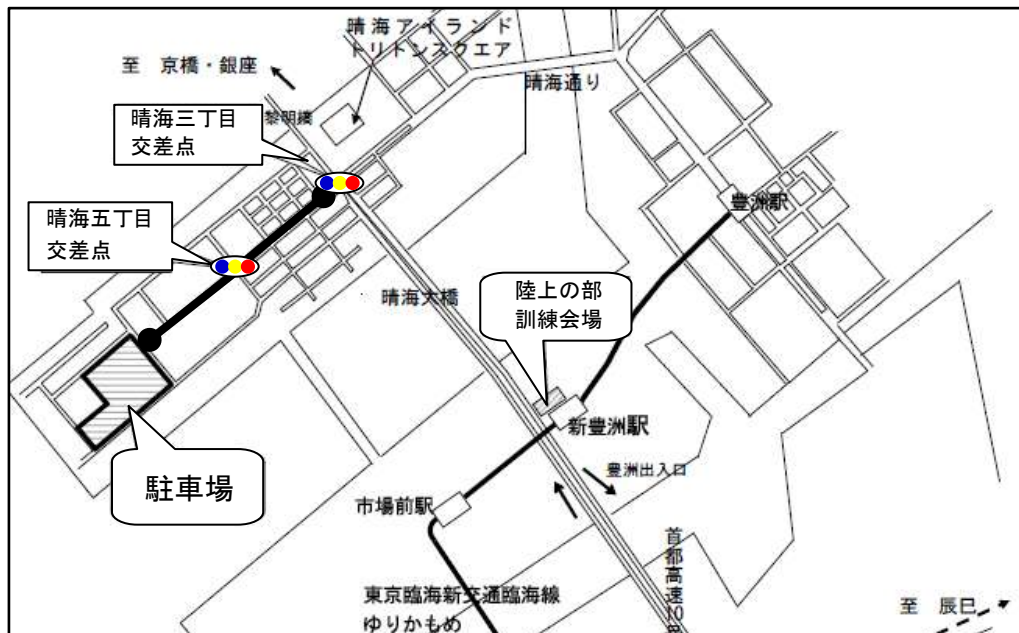 晴海アイランド
トリトンスクエア
至　京橋・銀座
晴海通り
晴海三丁目
交差点
黎明橋
晴海五丁目
交差点
豊洲駅
晴海大橋
陸上の部
訓練会場
新豊洲駅
豊洲出入口
駐車場
市場前駅
首都高速10号
東京臨海新交通臨海線
ゆりかもめ
至　辰巳